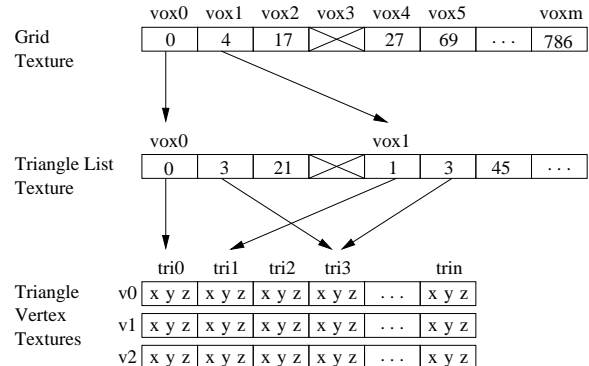 vox0 vox1 vox2 vox3 vox4 vox5 voxm
Grid Texture
0 4 17 27 69 . . . 786
vox0 vox1
Triangle List Texture
0 3 21 1 3 45 . . .
tri0 tri1 tri2 tri3 trin
Triangle Vertex Textures
v0 x y z x y z x y z x y z . . . x y z
v1 x y z x y z x y z x y z . . . x y z
v2 x y z x y z x y z x y z . . . x y z